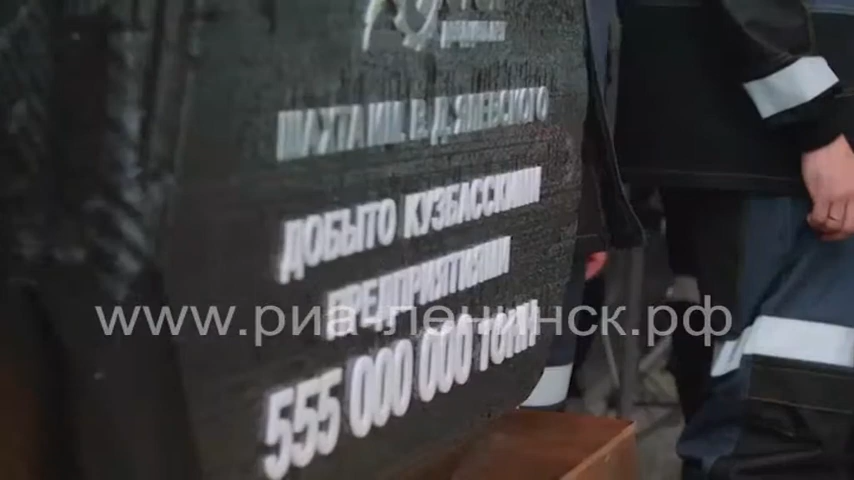 ШАХТА ИМ. В.Д. ЯЛЕВСКОГО
ДОБЫТО КУЗБАССКИМИ
ПРЕДПРИЯТИЯМИ
www.риа-ленинск.рф
555 000 000 тонн